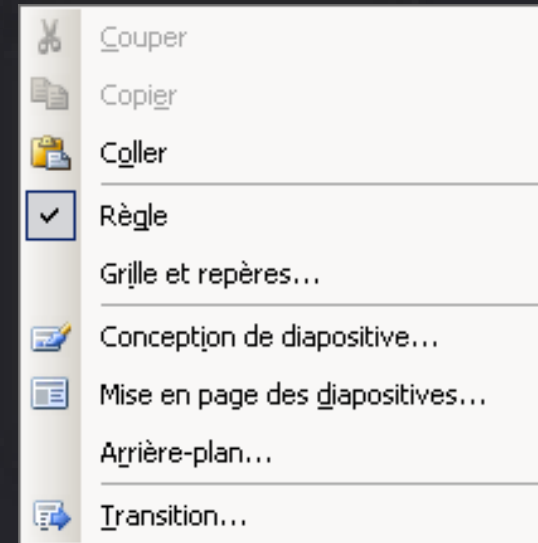 Couper
Copier
Coller
Règle
Grille et repères...
Conception de diapositive...
Mise en page des diapositives...
Arrière-plan...
Transition...